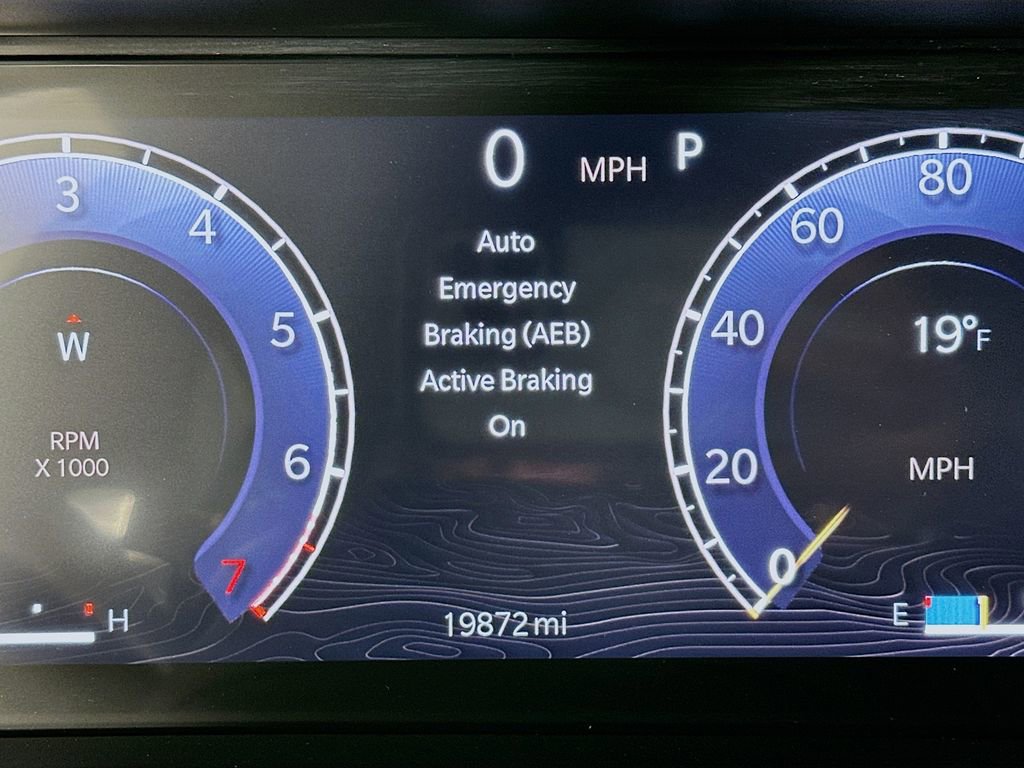 0 MPH P
3
4
5
6
7
W
RPM
X 1000
H
Auto
Emergency
Braking (AEB)
Active Braking
On
19872 mi
80
60
40
20
0
19°F
MPH
E